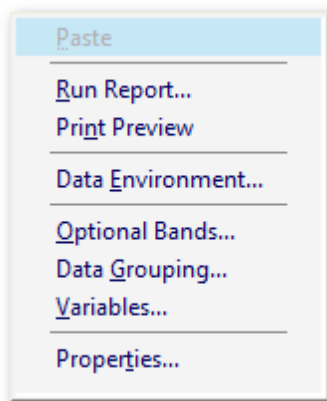 Paste
Run Report...
Print Preview
Data Environment...
Optional Bands...
Data Grouping...
Variables...
Properties...